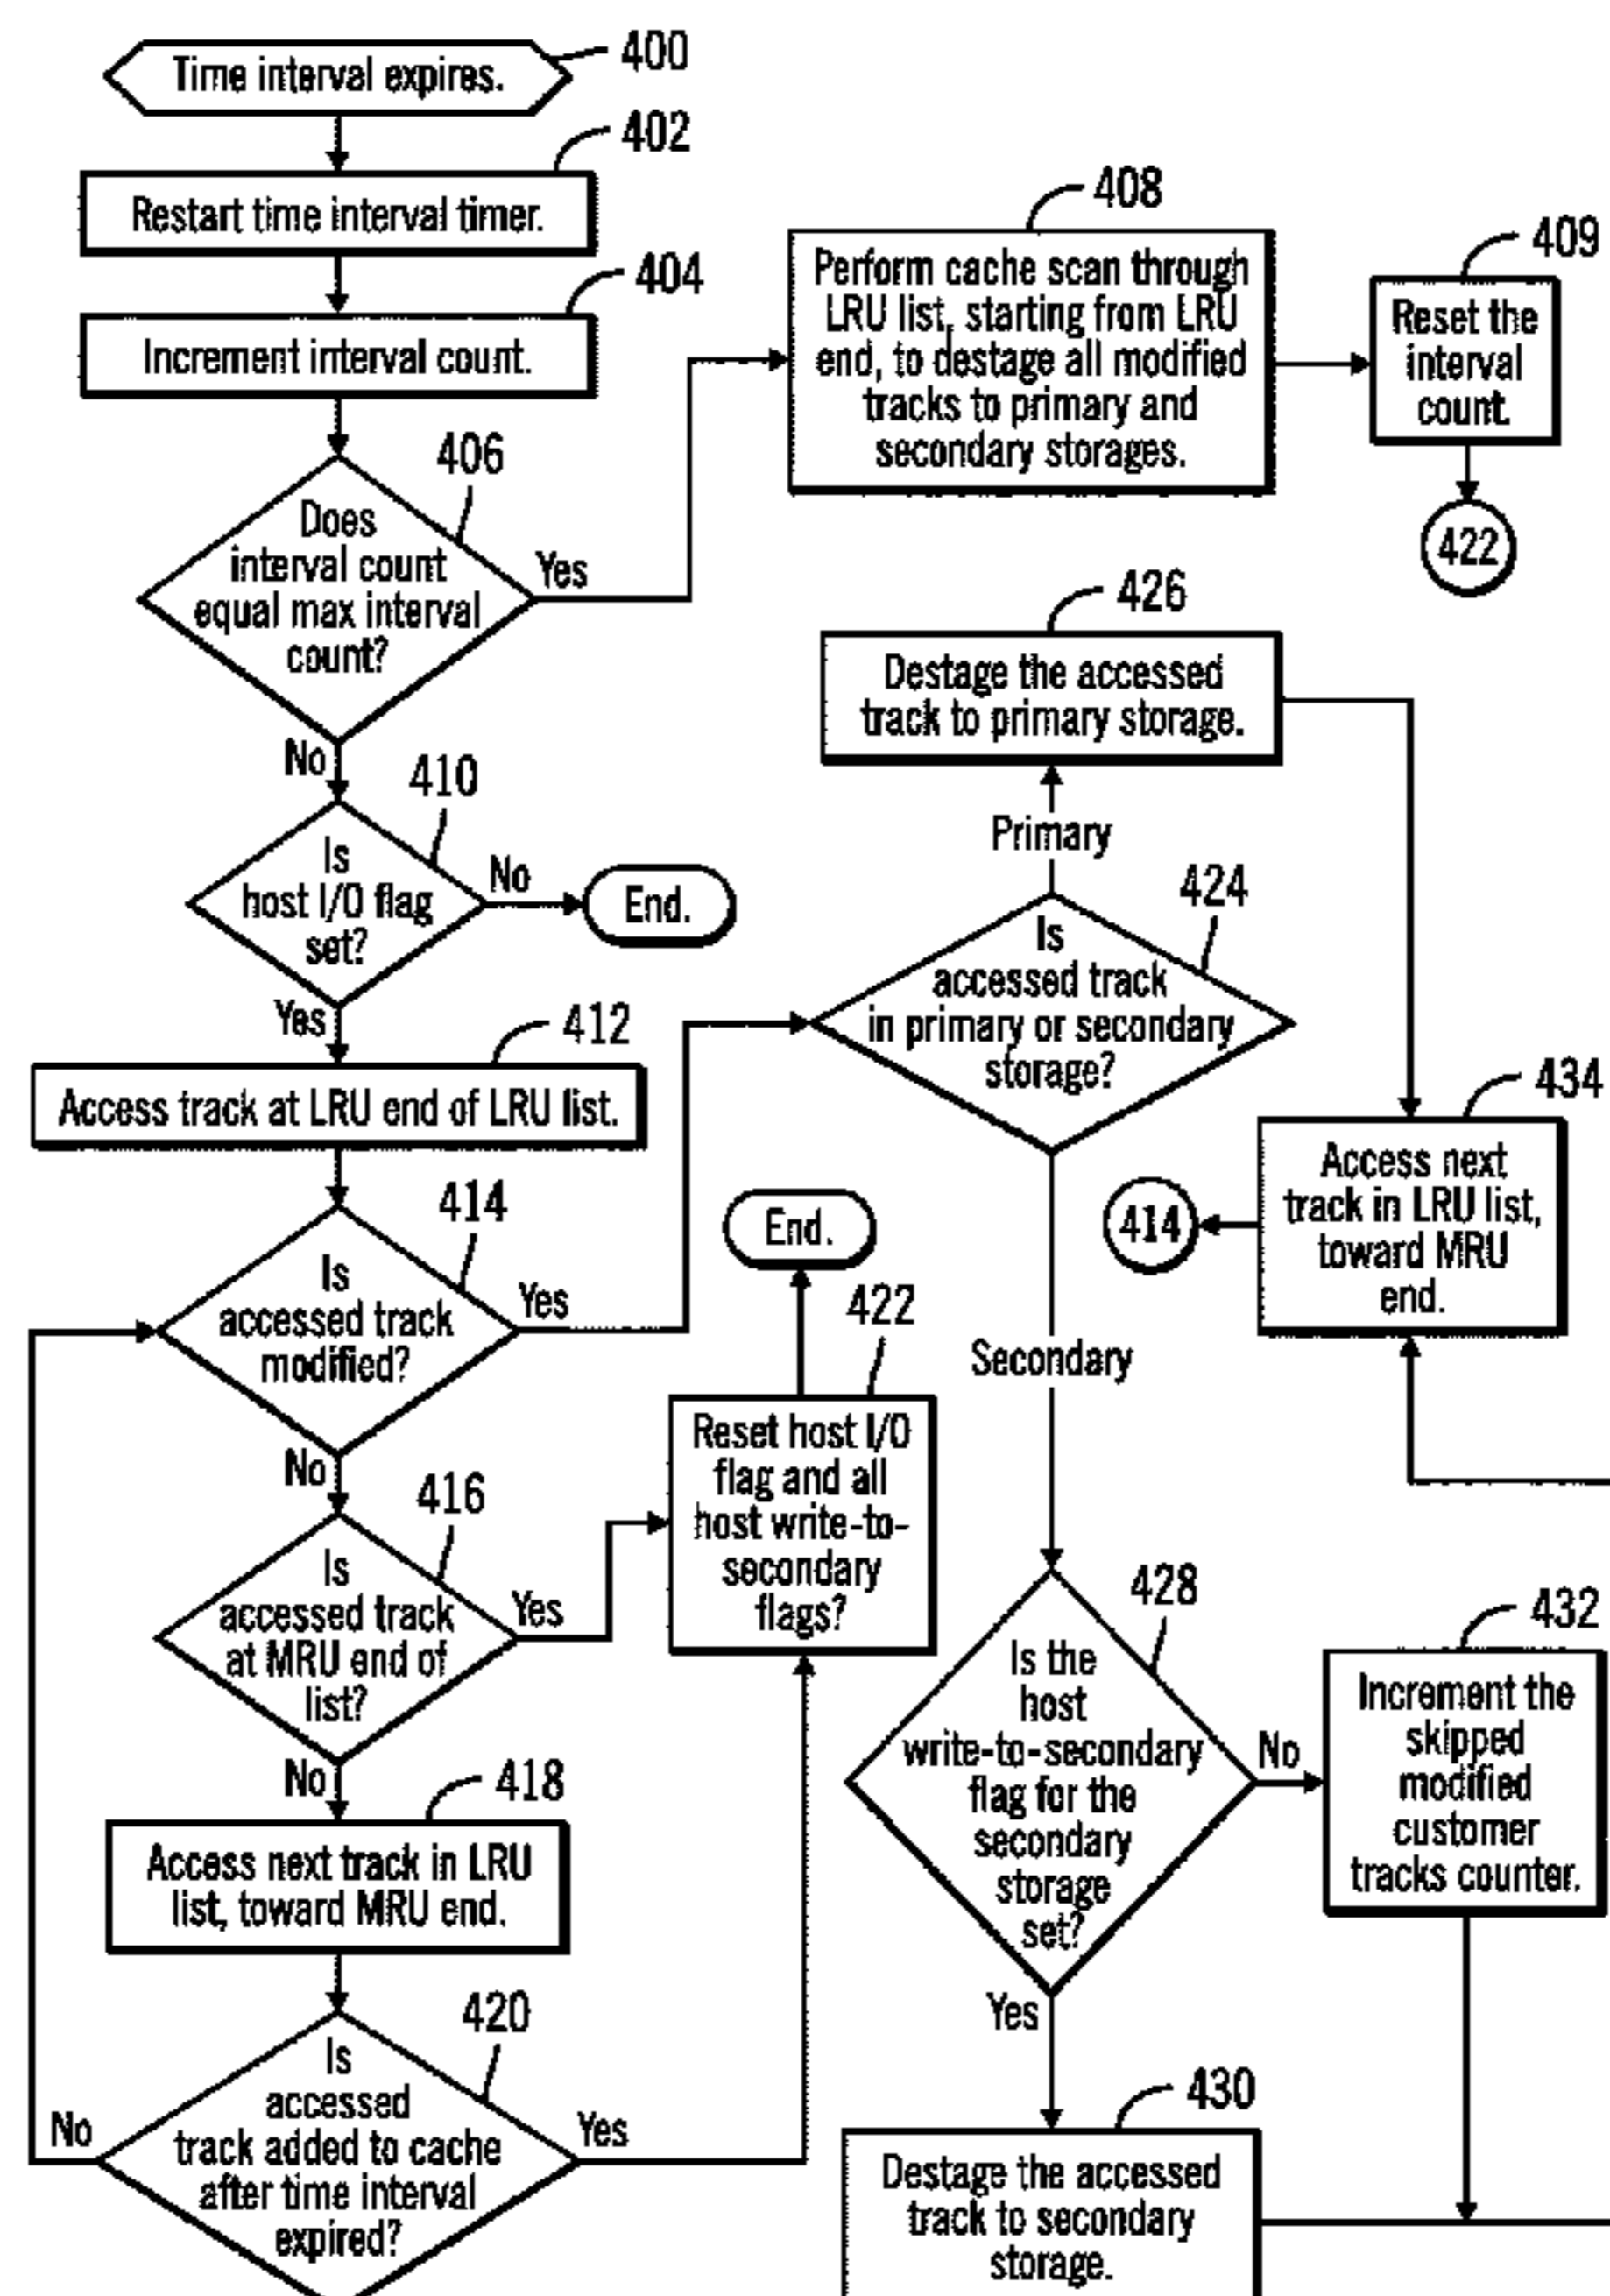 Time interval expires.
400
402
Restart time interval timer.
404
Increment interval count.
406
Does
interval count
equal max interval
count?
Yes
No
408
Perform cache scan through
LRU list, starting from LRU
end, to destage all modified
tracks to primary and
secondary storages.
409
Reset the
interval
count.
422
410
Is
host I/O flag
set?
No
End.
Yes
412
Access track at LRU end of LRU list.
414
Is
accessed track
modified?
Yes
No
416
Is
accessed track
at MRU end of
list?
Yes
No
418
Access next track in LRU
list, toward MRU end.
420
Is
accessed
track added to cache
after time interval
expired?
No
Yes
End.
422
Reset host I/O
flag and all
host write-to-
secondary
flags?
426
Destage the accessed
track to primary storage.
Primary
424
Is
accessed track
in primary or secondary
storage?
Secondary
434
Access next
track in LRU list,
toward MRU
end.
414
428
Is the
host
write-to-secondary
flag for the
secondary
storage
set?
No
Yes
432
Increment the
skipped
modified
customer
tracks counter.
430
Destage the accessed
track to secondary
storage.